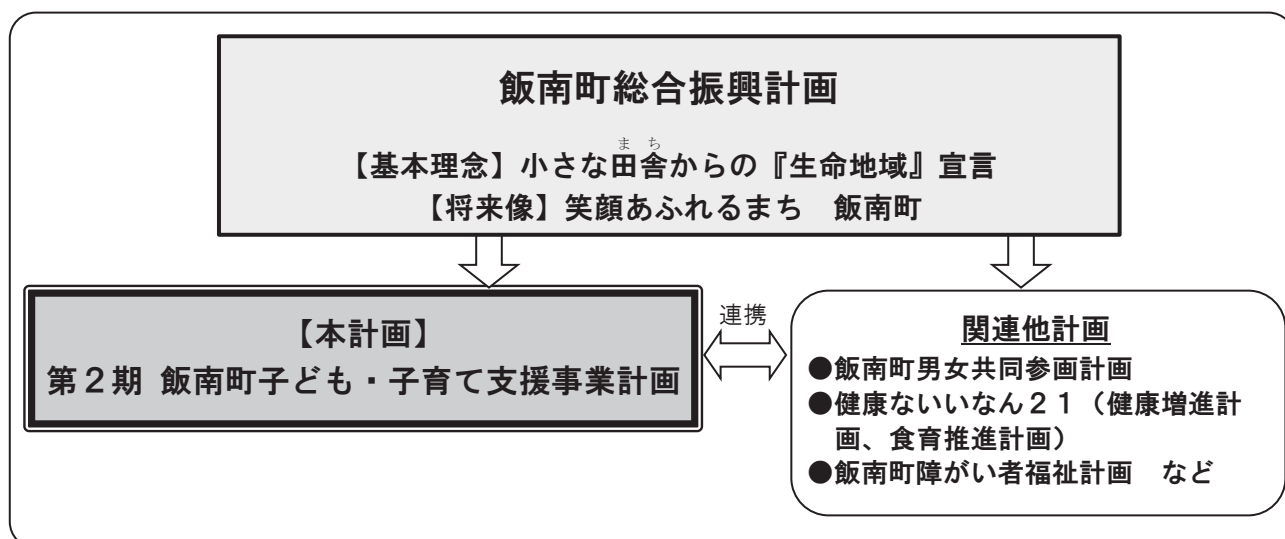 飯南町総合振興計画
まち
【基本理念】小さな田舎からの『生命地域』宣言
【将来像】笑顔あふれるまち　飯南町
【本計画】
第２期 飯南町子ども・子育て支援事業計画
連携
関連他計画
●飯南町男女共同参画計画
●健康ないいなん２１（健康増進計
画、食育推進計画）
●飯南町障がい者福祉計画　など